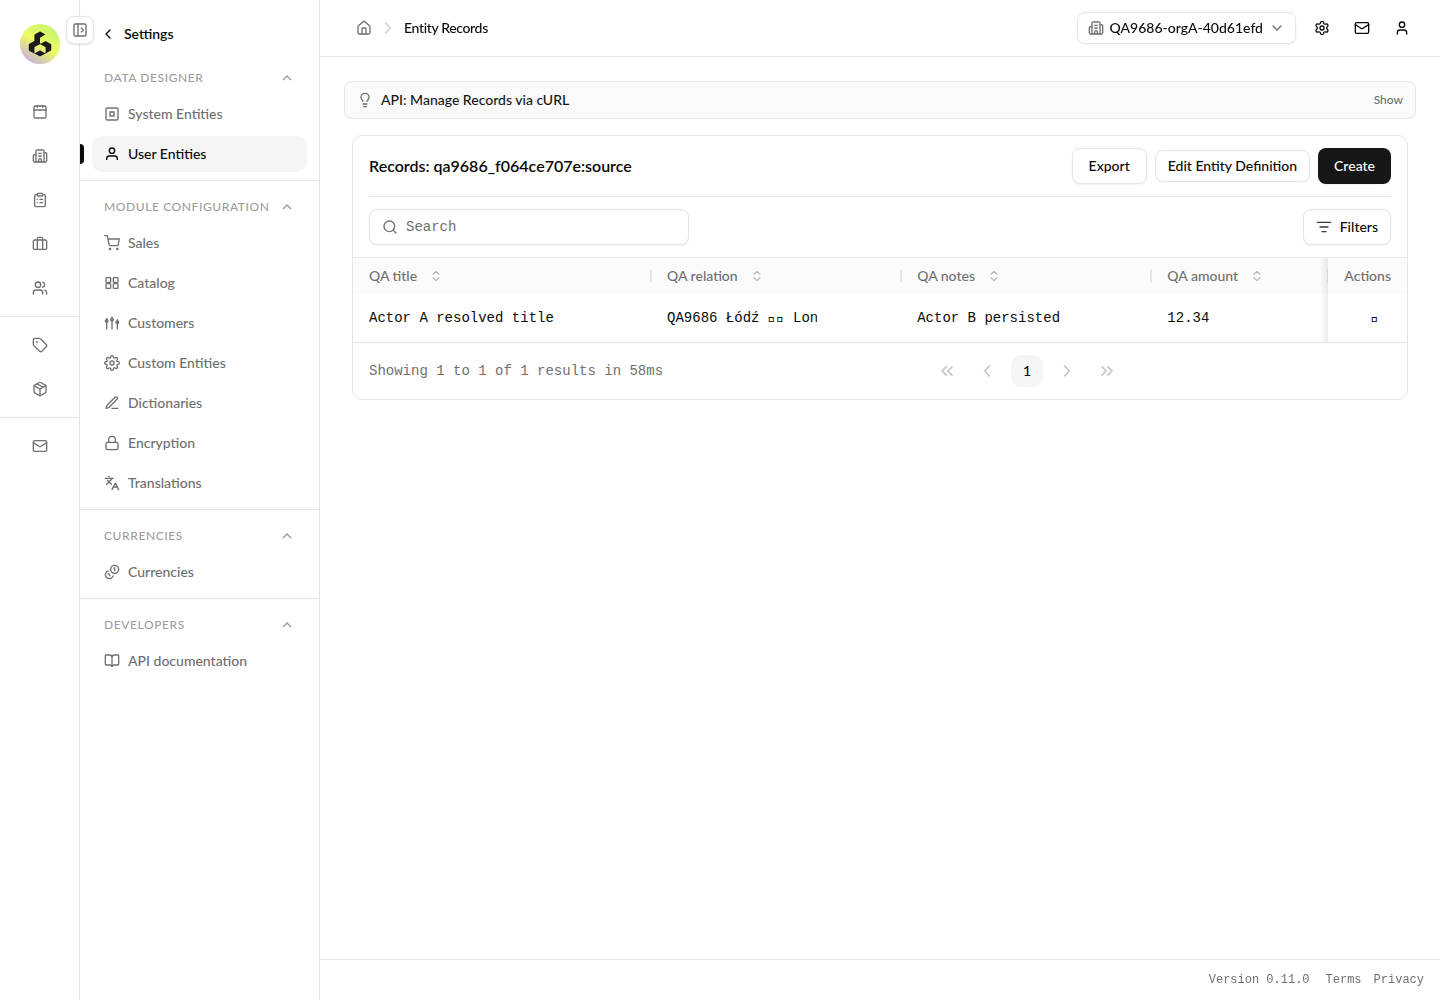 Settings
DATA DESIGNER
System Entities
User Entities
MODULE CONFIGURATION
Sales
Catalog
Customers
Custom Entities
Dictionaries
Encryption
Translations
CURRENCIES
Currencies
DEVELOPERS
API documentation
Entity Records
QA9686-orgA-40d61efd
API: Manage Records via cURL Show
Records: qa9686_f064ce707e:source
Export Edit Entity Definition Create
Search
Filters
QA title QA relation QA notes QA amount Actions
Actor A resolved title QA9686 Łódź Lon Actor B persisted 12.34
Showing 1 to 1 of 1 results in 58ms
1
Version 0.11.0 Terms Privacy